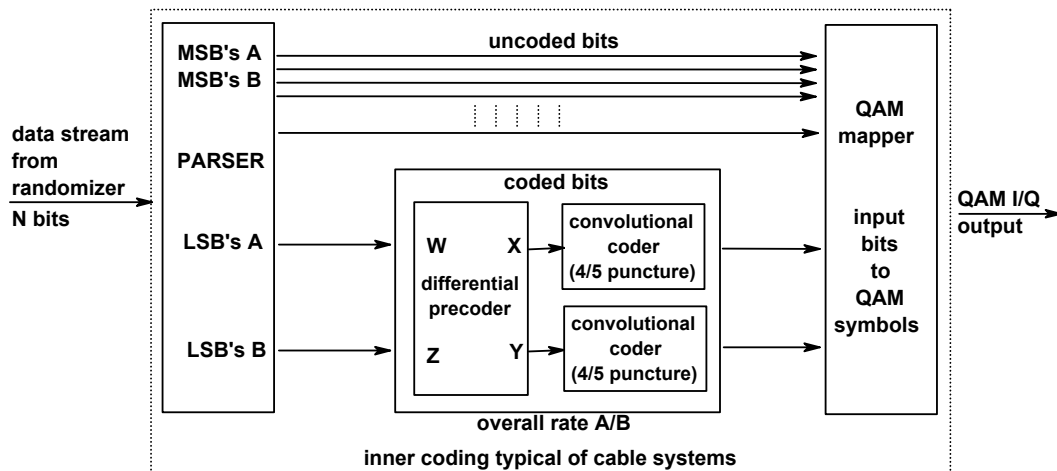 MSB's A
MSB's B
uncoded bits
QAM
mapper
data stream
from
randomizer
N bits
PARSER
coded bits
LSB's A
W
X
differential
precoder
convolutional
coder
(4/5 puncture)
input
bits
to
QAM
symbols
QAM I/Q
output
LSB's B
Z
Y
convolutional
coder
(4/5 puncture)
overall rate A/B
inner coding typical of cable systems